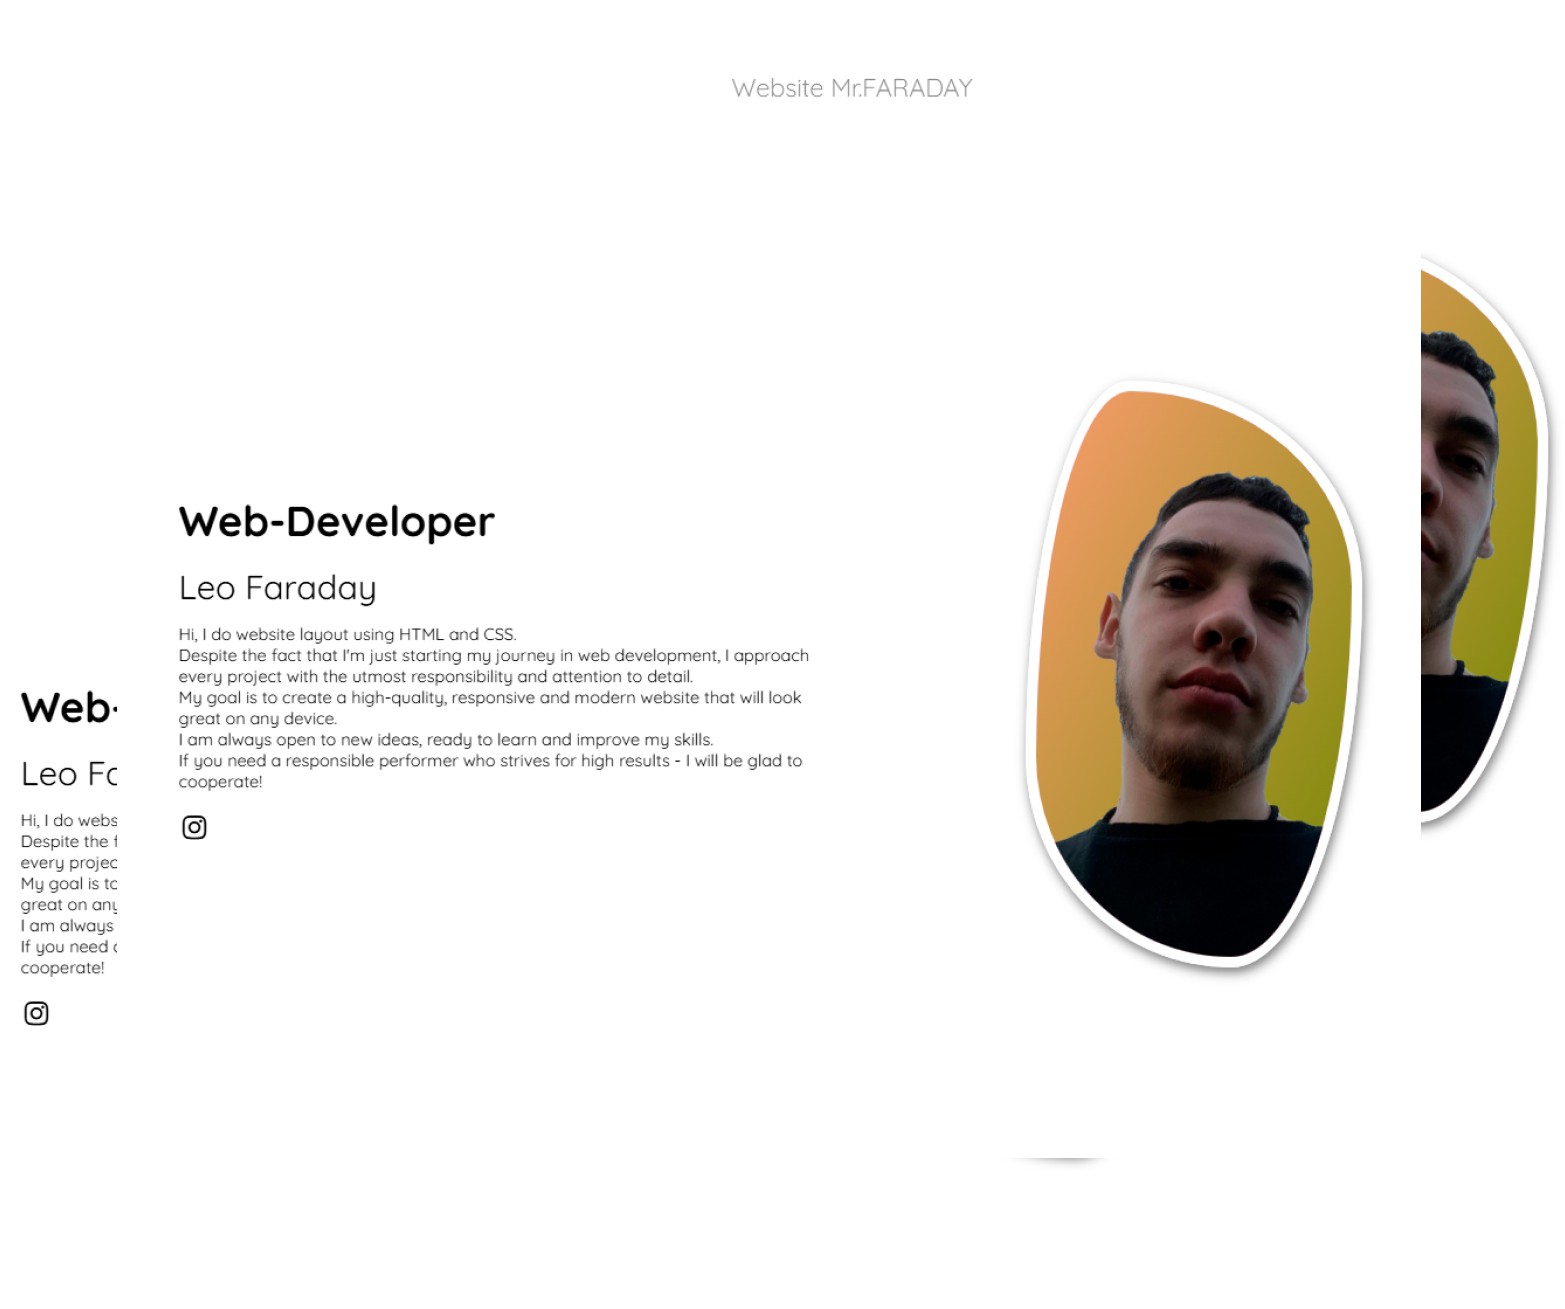 Website Mr.FARADAY
Web-Developer
Leo Faraday
Hi, I do website layout using HTML and CSS.
Despite the fact that I'm just starting my journey in web development, I approach
every project with the utmost responsibility and attention to detail.
My goal is to create a high-quality, responsive and modern website that will look
great on any device.
I am always open to new ideas, ready to learn and improve my skills.
If you need a responsible performer who strives for high results - I will be glad to
cooperate!
Web-
Leo Fa
Hi, I do webs
Despite the f
every projec
My goal is to
great on any
I am always
If you need a
cooperate!